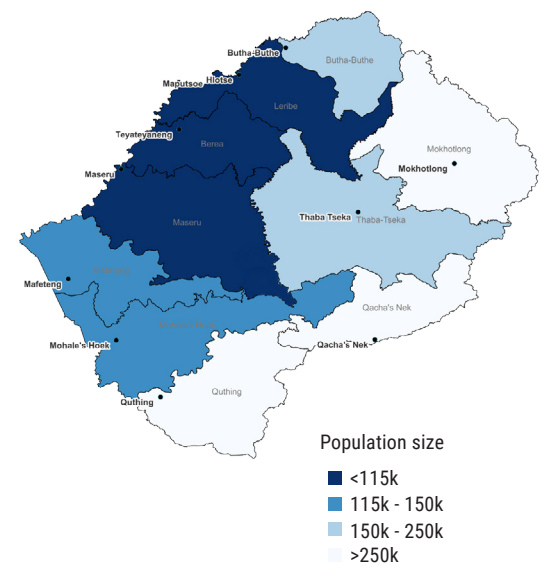 Butha-Buthe
Butha-Buthe
Hlotse
Maputsoe
Leribe
Teyateyaneng
Berea
Mokhotlong
Mokhotlong
Maseru
Maseru
Thaba Tseka
Thaba-Tseka
Mafeteng
Qacha's Nek
Mohale's Hoek
Qacha's Nek
Quthing
Quthing
Population size
<115k
115k - 150k
150k - 250k
>250k